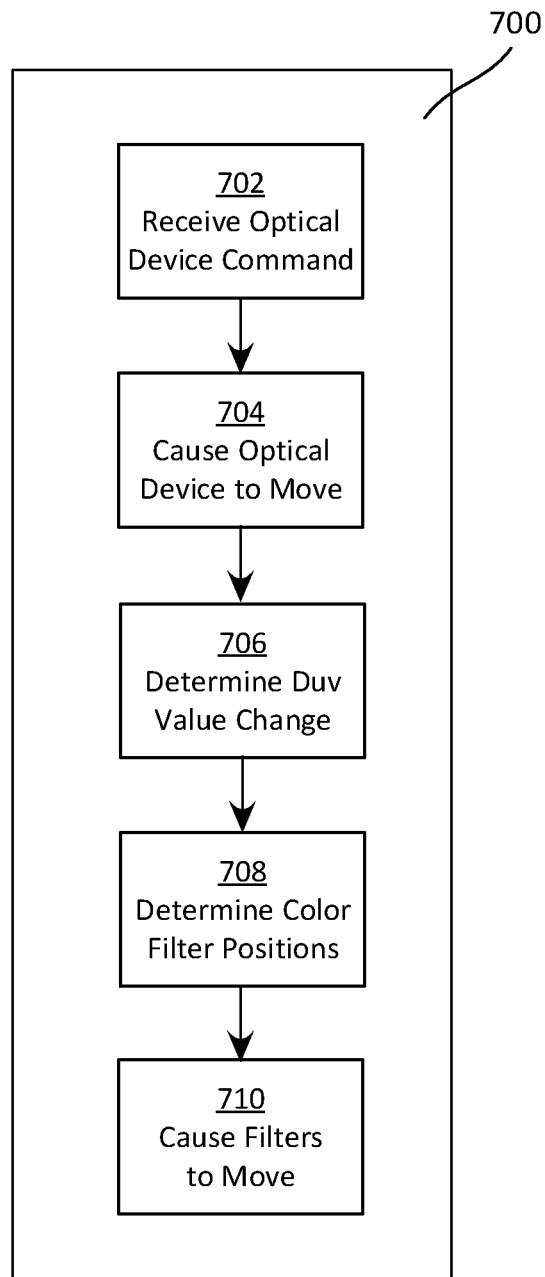 700
702
Receive Optical
Device Command
704
Cause Optical
Device to Move
706
Determine Duv
Value Change
708
Determine Color
Filter Positions
710
Cause Filters
to Move